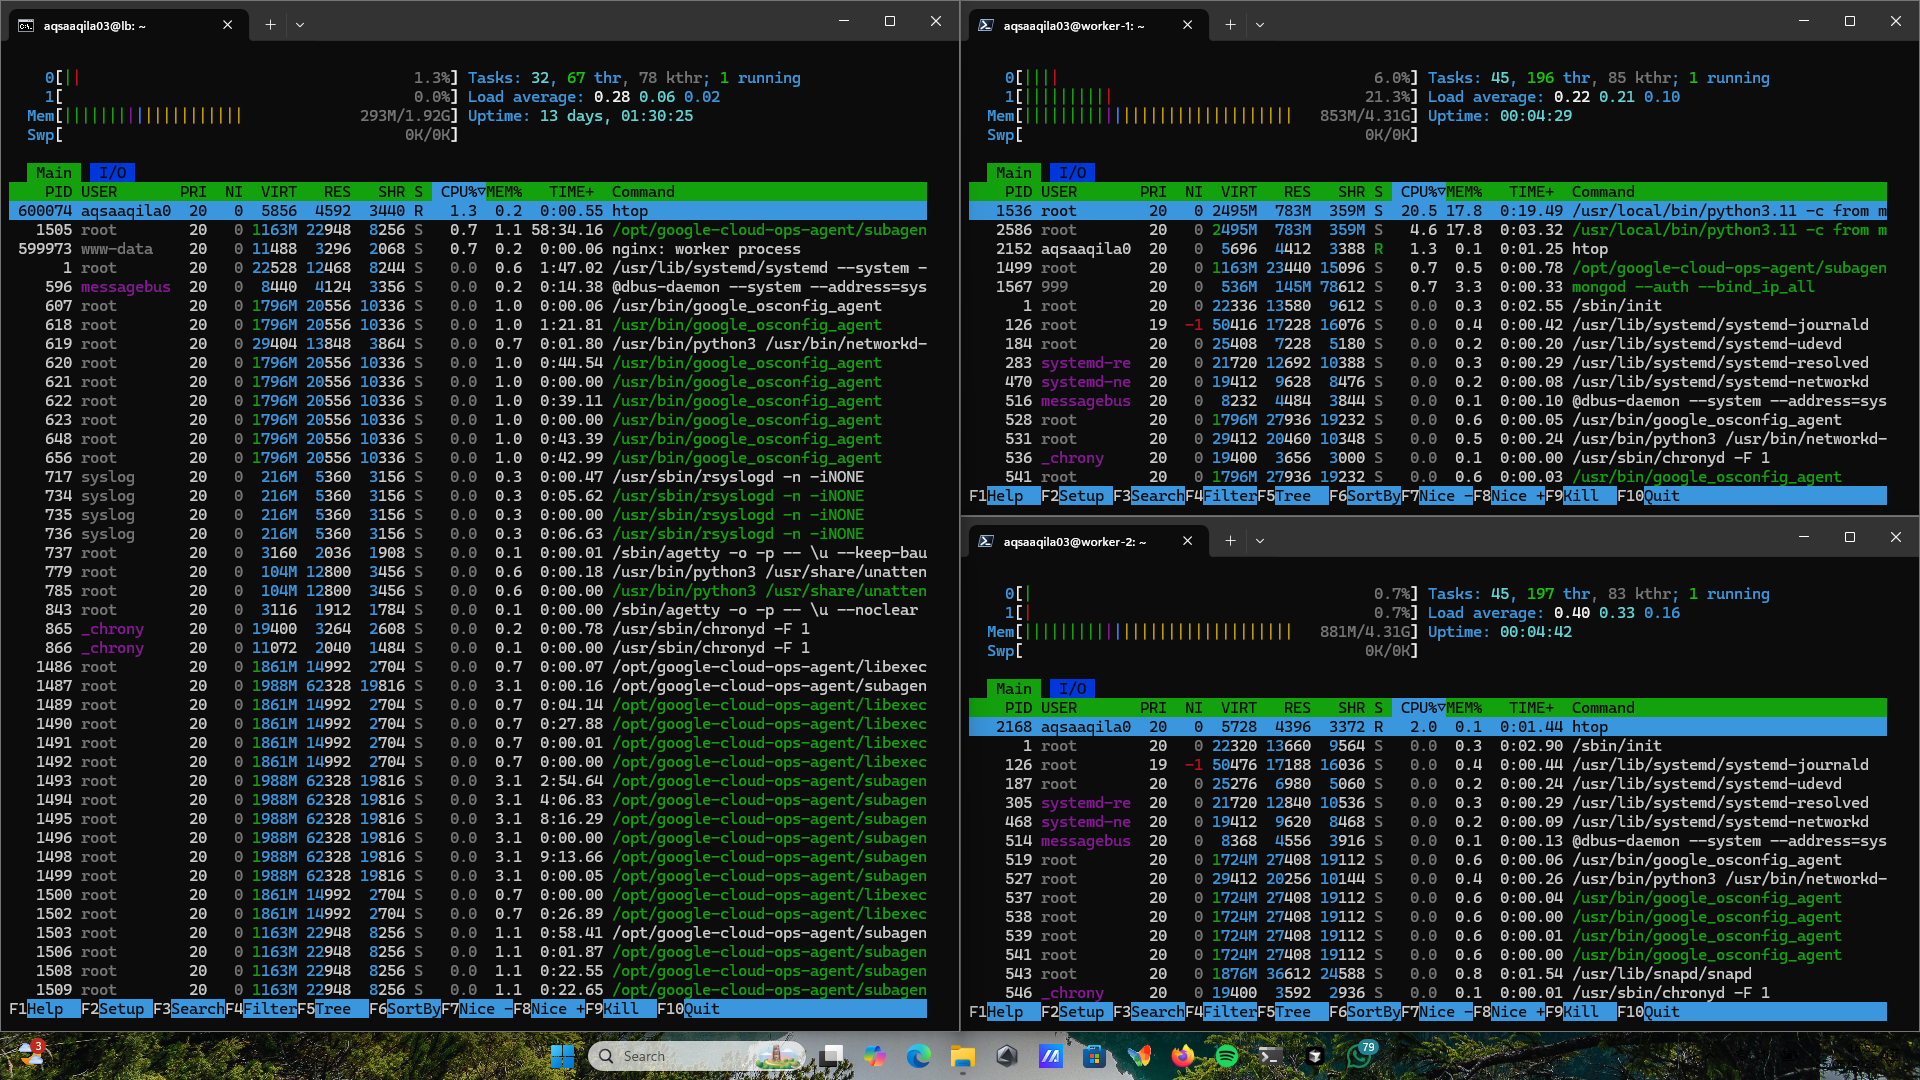 aqsaaqila03@lb: ~
0[|| 1.3%] Tasks: 32, 67 thr, 78 kthr; 1 running
1[ 0.0%] Load average: 0.28 0.06 0.02
Mem[|||||||||||||||||||| 293M/1.92G] Uptime: 13 days, 01:30:25
Swp[ 0K/0K]
Main I/O
PID USER PRI NI VIRT RES SHR S CPU%▽MEM% TIME+ Command
600074 aqsaaqila0 20 0 5856 4592 3440 R 1.3 0.2 0:00.55 htop
1505 root 20 0 1163M 22948 8256 S 0.7 1.1 58:34.16 /opt/google-cloud-ops-agent/subagen
599973 www-data 20 0 11488 3296 2068 S 0.7 0.2 0:00.06 nginx: worker process
1 root 20 0 22528 12468 8244 S 0.0 0.6 1:47.02 /usr/lib/systemd/systemd --system -
596 messagebus 20 0 8440 4124 3356 S 0.0 0.2 0:14.38 @dbus-daemon --system --address=sys
607 root 20 0 1796M 20556 10336 S 0.0 1.0 0:00.06 /usr/bin/google_osconfig_agent
618 root 20 0 1796M 20556 10336 S 0.0 1.0 1:21.81 /usr/bin/google_osconfig_agent
619 root 20 0 29404 13848 3864 S 0.0 0.7 0:01.80 /usr/bin/python3 /usr/bin/networkd-
620 root 20 0 1796M 20556 10336 S 0.0 1.0 0:44.54 /usr/bin/google_osconfig_agent
621 root 20 0 1796M 20556 10336 S 0.0 1.0 0:00.00 /usr/bin/google_osconfig_agent
622 root 20 0 1796M 20556 10336 S 0.0 1.0 0:39.11 /usr/bin/google_osconfig_agent
623 root 20 0 1796M 20556 10336 S 0.0 1.0 0:00.00 /usr/bin/google_osconfig_agent
648 root 20 0 1796M 20556 10336 S 0.0 1.0 0:43.39 /usr/bin/google_osconfig_agent
656 root 20 0 1796M 20556 10336 S 0.0 1.0 0:42.99 /usr/bin/google_osconfig_agent
717 syslog 20 0 216M 5360 3156 S 0.0 0.3 0:00.47 /usr/sbin/rsyslogd -n -iNONE
734 syslog 20 0 216M 5360 3156 S 0.0 0.3 0:05.62 /usr/sbin/rsyslogd -n -iNONE
735 syslog 20 0 216M 5360 3156 S 0.0 0.3 0:00.00 /usr/sbin/rsyslogd -n -iNONE
736 syslog 20 0 216M 5360 3156 S 0.0 0.3 0:06.63 /usr/sbin/rsyslogd -n -iNONE
737 root 20 0 3160 2036 1908 S 0.0 0.1 0:00.01 /sbin/agetty -o -p -- \u --keep-bau
779 root 20 0 104M 12800 3456 S 0.0 0.6 0:00.18 /usr/bin/python3 /usr/share/unatten
785 root 20 0 104M 12800 3456 S 0.0 0.6 0:00.00 /usr/bin/python3 /usr/share/unatten
843 root 20 0 3116 1912 1784 S 0.0 0.1 0:00.00 /sbin/agetty -o -p -- \u --noclear
865 _chrony 20 0 19400 3264 2608 S 0.0 0.2 0:00.78 /usr/sbin/chronyd -F 1
866 _chrony 20 0 11072 2040 1484 S 0.0 0.1 0:00.00 /usr/sbin/chronyd -F 1
1486 root 20 0 1861M 14992 2704 S 0.0 0.7 0:00.07 /opt/google-cloud-ops-agent/libexec
1487 root 20 0 1988M 62328 19816 S 0.0 3.1 0:00.16 /opt/google-cloud-ops-agent/subagen
1489 root 20 0 1861M 14992 2704 S 0.0 0.7 0:04.14 /opt/google-cloud-ops-agent/libexec
1490 root 20 0 1861M 14992 2704 S 0.0 0.7 0:27.88 /opt/google-cloud-ops-agent/libexec
1491 root 20 0 1861M 14992 2704 S 0.0 0.7 0:00.01 /opt/google-cloud-ops-agent/libexec
1492 root 20 0 1861M 14992 2704 S 0.0 0.7 0:00.00 /opt/google-cloud-ops-agent/libexec
1493 root 20 0 1988M 62328 19816 S 0.0 3.1 2:54.64 /opt/google-cloud-ops-agent/subagen
1494 root 20 0 1988M 62328 19816 S 0.0 3.1 4:06.83 /opt/google-cloud-ops-agent/subagen
1495 root 20 0 1988M 62328 19816 S 0.0 3.1 8:16.29 /opt/google-cloud-ops-agent/subagen
1496 root 20 0 1988M 62328 19816 S 0.0 3.1 0:00.00 /opt/google-cloud-ops-agent/subagen
1498 root 20 0 1988M 62328 19816 S 0.0 3.1 9:13.66 /opt/google-cloud-ops-agent/subagen
1499 root 20 0 1988M 62328 19816 S 0.0 3.1 0:00.05 /opt/google-cloud-ops-agent/subagen
1500 root 20 0 1861M 14992 2704 S 0.0 0.7 0:00.00 /opt/google-cloud-ops-agent/libexec
1502 root 20 0 1861M 14992 2704 S 0.0 0.7 0:26.89 /opt/google-cloud-ops-agent/libexec
1503 root 20 0 1163M 22948 8256 S 0.0 1.1 0:58.41 /opt/google-cloud-ops-agent/subagen
1506 root 20 0 1163M 22948 8256 S 0.0 1.1 0:01.87 /opt/google-cloud-ops-agent/subagen
1508 root 20 0 1163M 22948 8256 S 0.0 1.1 0:22.55 /opt/google-cloud-ops-agent/subagen
1509 root 20 0 1163M 22948 8256 S 0.0 1.1 0:22.65 /opt/google-cloud-ops-agent/subagen
F1Help F2Setup F3SearchF4FilterF5Tree F6SortByF7Nice -F8Nice +F9Kill F10Quit
aqsaaqila03@worker-1: ~
0[|||| 6.0%] Tasks: 45, 196 thr, 85 kthr; 1 running
1[|||||||||| 21.3%] Load average: 0.22 0.21 0.10
Mem[|||||||||||||||||||||||||||||| 853M/4.31G] Uptime: 00:04:29
Swp[ 0K/0K]
Main I/O
PID USER PRI NI VIRT RES SHR S CPU%▽MEM% TIME+ Command
1536 root 20 0 2495M 783M 359M S 20.5 17.8 0:19.49 /usr/local/bin/python3.11 -c from m
2586 root 20 0 2495M 783M 359M S 4.6 17.8 0:03.32 /usr/local/bin/python3.11 -c from m
2152 aqsaaqila0 20 0 5696 4412 3388 R 1.3 0.1 0:01.25 htop
1499 root 20 0 1163M 23440 15096 S 0.7 0.5 0:00.78 /opt/google-cloud-ops-agent/subagen
1567 999 20 0 536M 145M 78612 S 0.7 3.3 0:00.33 mongod --auth --bind_ip_all
1 root 20 0 22336 13580 9612 S 0.0 0.3 0:02.55 /sbin/init
126 root 19 -1 50416 17228 16076 S 0.0 0.4 0:00.42 /usr/lib/systemd/systemd-journald
184 root 20 0 25408 7228 5180 S 0.0 0.2 0:00.20 /usr/lib/systemd/systemd-udevd
283 systemd-re 20 0 21720 12692 10388 S 0.0 0.3 0:00.29 /usr/lib/systemd/systemd-resolved
470 systemd-ne 20 0 19412 9628 8476 S 0.0 0.2 0:00.08 /usr/lib/systemd/systemd-networkd
516 messagebus 20 0 8232 4484 3844 S 0.0 0.1 0:00.10 @dbus-daemon --system --address=sys
528 root 20 0 1796M 27936 19232 S 0.0 0.6 0:00.05 /usr/bin/google_osconfig_agent
531 root 20 0 29412 20460 10348 S 0.0 0.5 0:00.24 /usr/bin/python3 /usr/bin/networkd-
536 _chrony 20 0 19400 3656 3000 S 0.0 0.1 0:00.00 /usr/sbin/chronyd -F 1
541 root 20 0 1796M 27936 19232 S 0.0 0.6 0:00.03 /usr/bin/google_osconfig_agent
F1Help F2Setup F3SearchF4FilterF5Tree F6SortByF7Nice -F8Nice +F9Kill F10Quit
aqsaaqila03@worker-2: ~
0[| 0.7%] Tasks: 45, 197 thr, 83 kthr; 1 running
1[| 0.7%] Load average: 0.40 0.33 0.16
Mem[|||||||||||||||||||||||||||||| 881M/4.31G] Uptime: 00:04:42
Swp[ 0K/0K]
Main I/O
PID USER PRI NI VIRT RES SHR S CPU%▽MEM% TIME+ Command
2168 aqsaaqila0 20 0 5728 4396 3372 R 2.0 0.1 0:01.44 htop
1 root 20 0 22320 13660 9564 S 0.0 0.3 0:02.90 /sbin/init
126 root 19 -1 50476 17188 16036 S 0.0 0.4 0:00.44 /usr/lib/systemd/systemd-journald
187 root 20 0 25276 6980 5060 S 0.0 0.2 0:00.24 /usr/lib/systemd/systemd-udevd
305 systemd-re 20 0 21720 12840 10536 S 0.0 0.3 0:00.29 /usr/lib/systemd/systemd-resolved
468 systemd-ne 20 0 19412 9620 8468 S 0.0 0.2 0:00.09 /usr/lib/systemd/systemd-networkd
514 messagebus 20 0 8368 4556 3916 S 0.0 0.1 0:00.13 @dbus-daemon --system --address=sys
519 root 20 0 1724M 27408 19112 S 0.0 0.6 0:00.06 /usr/bin/google_osconfig_agent
527 root 20 0 29412 20256 10144 S 0.0 0.4 0:00.26 /usr/bin/python3 /usr/bin/networkd-
537 root 20 0 1724M 27408 19112 S 0.0 0.6 0:00.04 /usr/bin/google_osconfig_agent
538 root 20 0 1724M 27408 19112 S 0.0 0.6 0:00.00 /usr/bin/google_osconfig_agent
539 root 20 0 1724M 27408 19112 S 0.0 0.6 0:00.01 /usr/bin/google_osconfig_agent
541 root 20 0 1724M 27408 19112 S 0.0 0.6 0:00.00 /usr/bin/google_osconfig_agent
543 root 20 0 1876M 36612 24588 S 0.0 0.8 0:01.54 /usr/lib/snapd/snapd
546 _chrony 20 0 19400 3592 2936 S 0.0 0.1 0:00.01 /usr/sbin/chronyd -F 1
F1Help F2Setup F3SearchF4FilterF5Tree F6SortByF7Nice -F8Nice +F9Kill F10Quit
3
Search
79